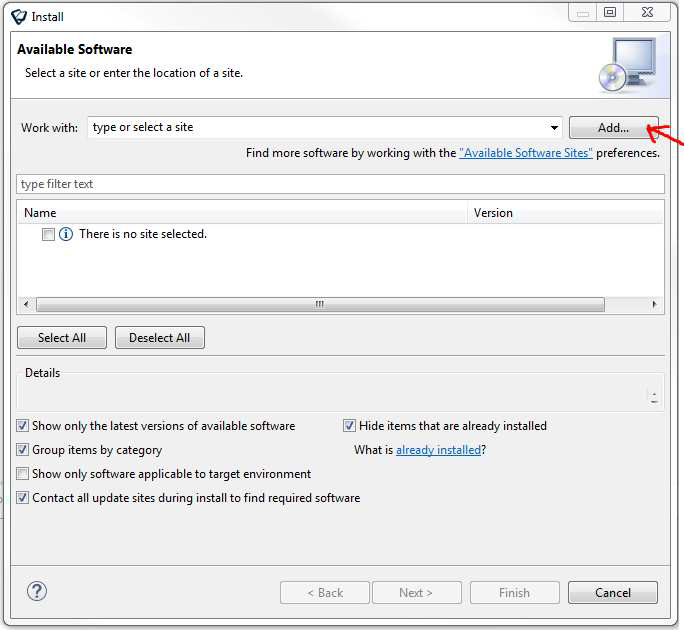 Install
Available Software
Select a site or enter the location of a site.
Work with: type or select a site Add...
Find more software by working with the "Available Software Sites" preferences.
type filter text
Name Version
There is no site selected.
Select All Deselect All
Details
Show only the latest versions of available software Hide items that are already installed
Group items by category What is already installed?
Show only software applicable to target environment
Contact all update sites during install to find required software
? < Back Next > Finish Cancel